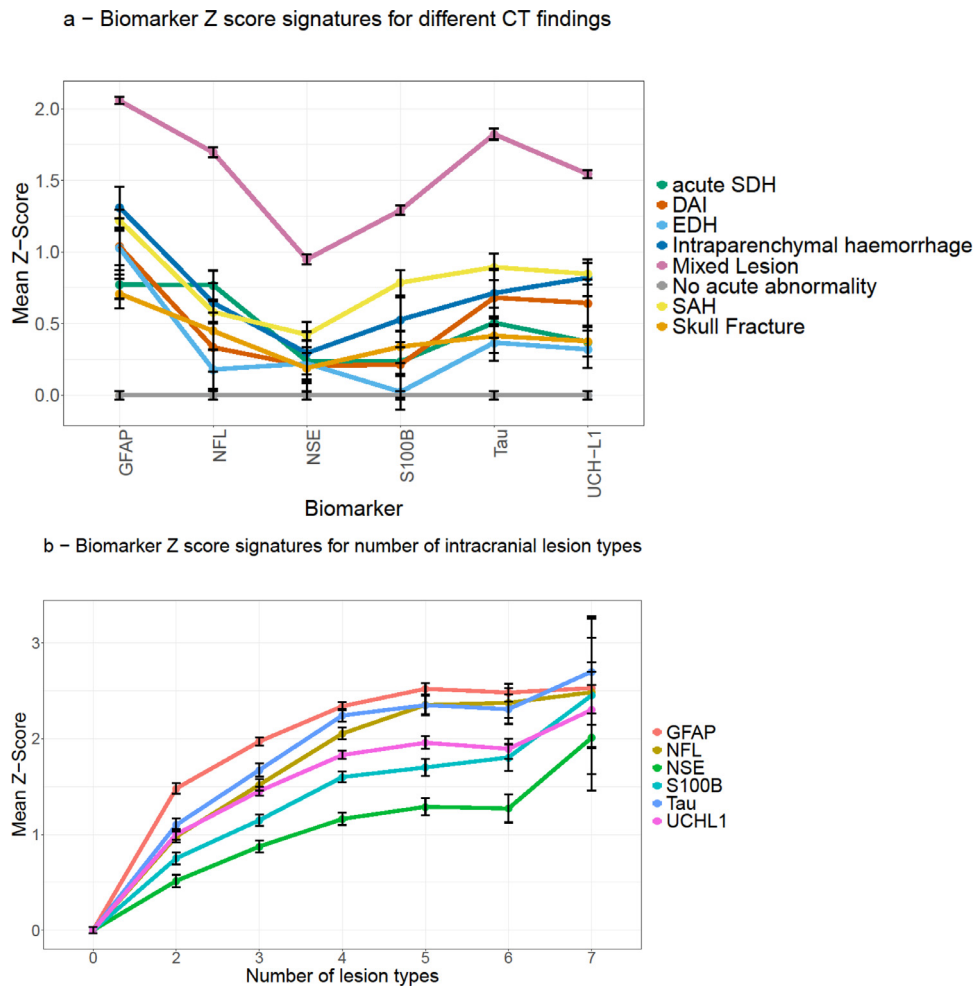 a – Biomarker Z score signatures for different CT findings
2.0
1.5
1.0
0.5
0.0
Mean Z-Score
GFAP
NFL
NSE
S100B
Tau
UCH-L1
Biomarker
acute SDH
DAI
EDH
Intraparenchymal haemorrhage
Mixed Lesion
No acute abnormality
SAH
Skull Fracture
b – Biomarker Z score signatures for number of intracranial lesion types
3
2
1
0
Mean Z-Score
0 2 3 4 5 6 7
Number of lesion types
GFAP
NFL
NSE
S100B
Tau
UCHL1